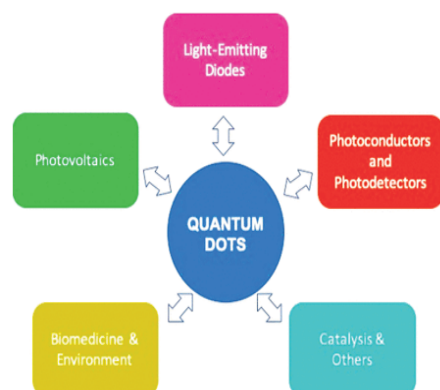 Light-Emitting
Diodes
Photovoltaics
Photoconductors
and
Photodetectors
QUANTUM
DOTS
Biomedicine &
Environment
Catalysis &
Others